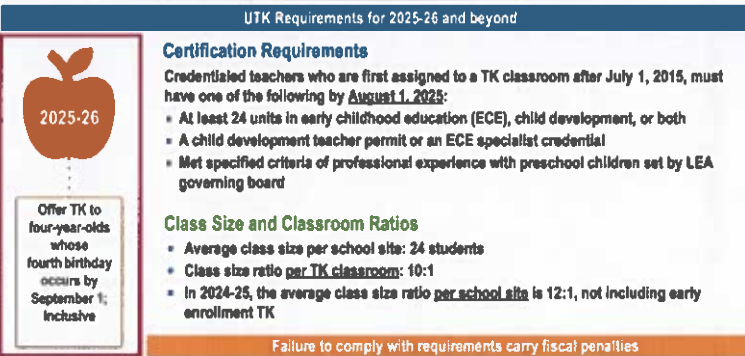 UTK Requirements for 2025-26 and beyond
2025-26
Offer TK to
four-year-olds
whose
fourth birthday
occurs by
September 1;
Inclusive
Certification Requirements
Credentialed teachers who are first assigned to a TK classroom after July 1, 2015, must
have one of the following by August 1, 2025:
• At least 24 units in early childhood education (ECE), child development, or both
• A child development teacher permit or an ECE specialist credential
• Met specified criteria of professional experience with preschool children set by LEA
governing board
Class Size and Classroom Ratios
• Average class size per school site: 24 students
• Class size ratio per TK classroom: 10:1
• In 2024-25, the average class size ratio per school site is 12:1, not including early
enrollment TK
Failure to comply with requirements carry fiscal penalties